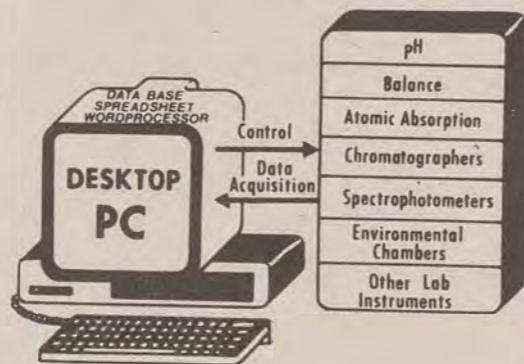 DATA BASE
SPREADSHEET
WORDPROCESSOR
DESKTOP
PC
Control
Data
Acquisition
pH
Balance
Atomic Absorption
Chromatographers
Spectrophotometers
Environmental
Chambers
Other Lab
Instruments